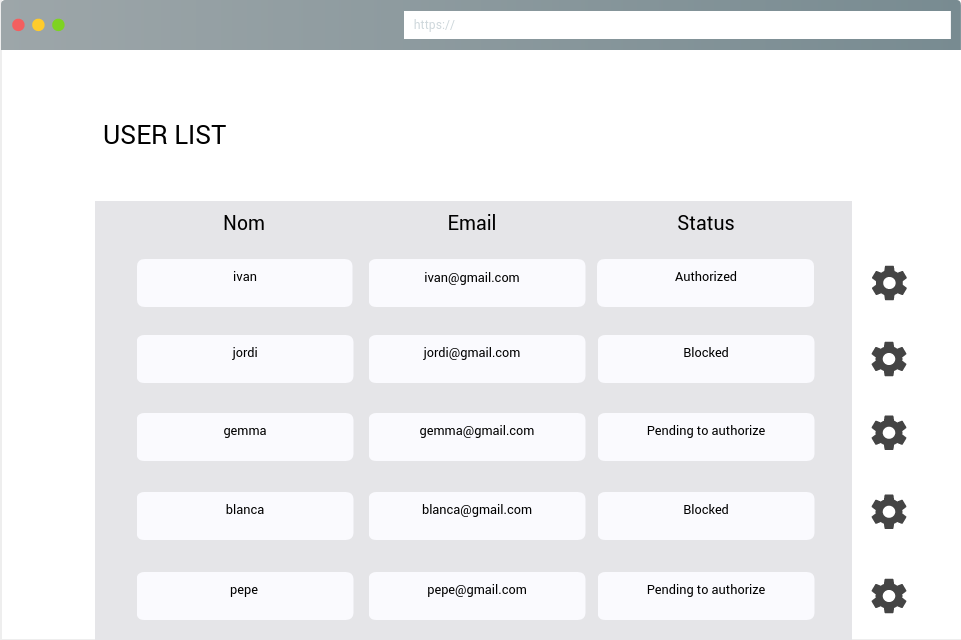 https://
USER LIST
Nom Email Status
ivan ivan@gmail.com Authorized
jordi jordi@gmail.com Blocked
gemma gemma@gmail.com Pending to authorize
blanca blanca@gmail.com Blocked
pepe pepe@gmail.com Pending to authorize